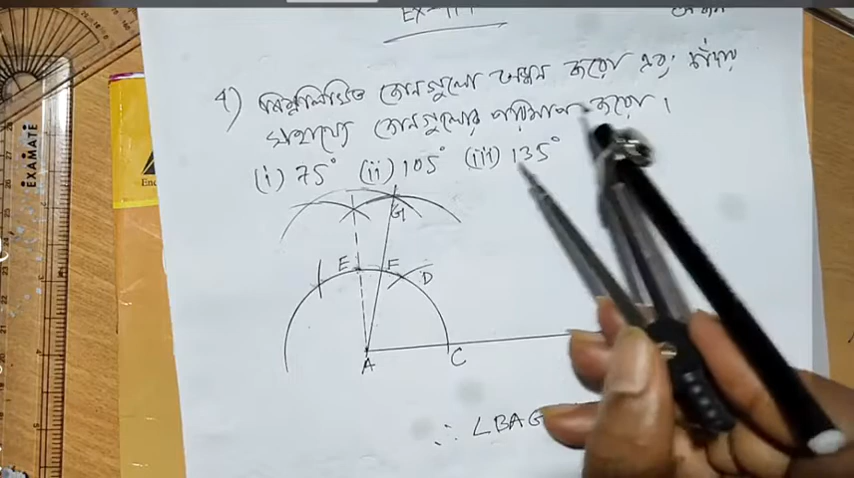 4) নিম্নলিখিত কোনগুলো অঙ্কন করো এবং চাঁদার
সাহায্যে কোনগুলোর পরিমাপ করো।
(i) 75° (ii) 105° (iii) 135°
G
E F D
A C
∴ ∠BAG
EXAMATE